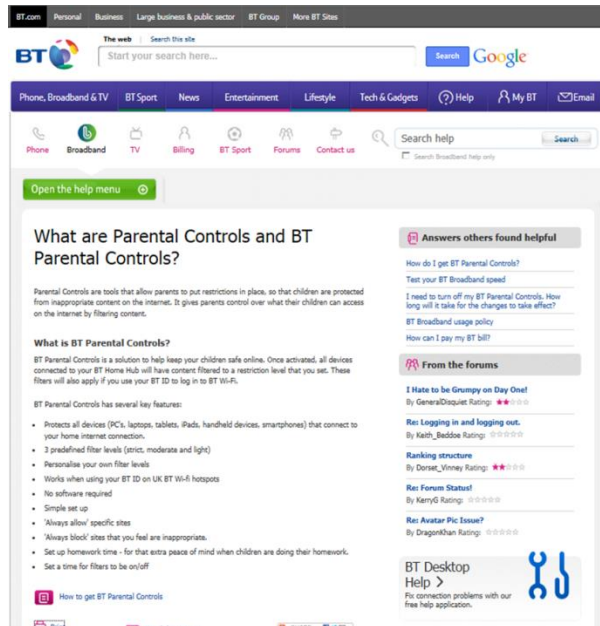 BT.com Personal Business Large business & public sector BT Group More BT Sites
The web Search this site
BT
Start your search here...
Search
Google
Phone, Broadband & TV BT Sport News Entertainment Lifestyle Tech & Gadgets Help My BT Email
Phone Broadband TV Billing BT Sport Forums Contact us
Search help
Search
Search Broadband help only
Open the help menu
What are Parental Controls and BT
Parental Controls?
Parental Controls are tools that allow parents to put restrictions in place, so that children are protected
from inappropriate content on the internet. It gives parents control over what their children can access
on the internet by filtering content.
What is BT Parental Controls?
BT Parental Controls is a solution to help keep your children safe online. Once activated, all devices
connected to your BT Home Hub will have content filtered to a restriction level that you set. These
filters will also apply if you use your BT ID to log in to BT Wi-Fi.
BT Parental Controls has several key features:
• Protects all devices (PC's, laptops, tablets, iPads, handheld devices, smartphones) that connect to
your home internet connection.
• 3 predefined filter levels (strict, moderate and light)
• Personalise your own filter levels
• Works when using your BT ID on UK BT Wi-fi hotspots
• No software required
• Simple set up
• 'Always allow' specific sites
• 'Always block' sites that you feel are inappropriate.
• Set up homework time - for that extra peace of mind when children are doing their homework.
• Set a time for filters to be on/off
How to get BT Parental Controls
Answers others found helpful
How do I get BT Parental Controls?
Test your BT Broadband speed
I need to turn off my BT Parental Controls. How
long will it take for the changes to take effect?
BT Broadband usage policy
How can I pay my BT bill?
From the forums
I Hate to be Grumpy on Day One!
By GeneralDisquiet Rating:
Re: Logging in and logging out.
By Keith_Beddoe Rating:
Ranking structure
By Dorset_Vinney Rating:
Re: Forum Status!
By KerryG Rating:
Re: Avatar Pic Issue?
By DragonKhan Rating:
BT Desktop
Help >
Fix connection problems with our
free help application.